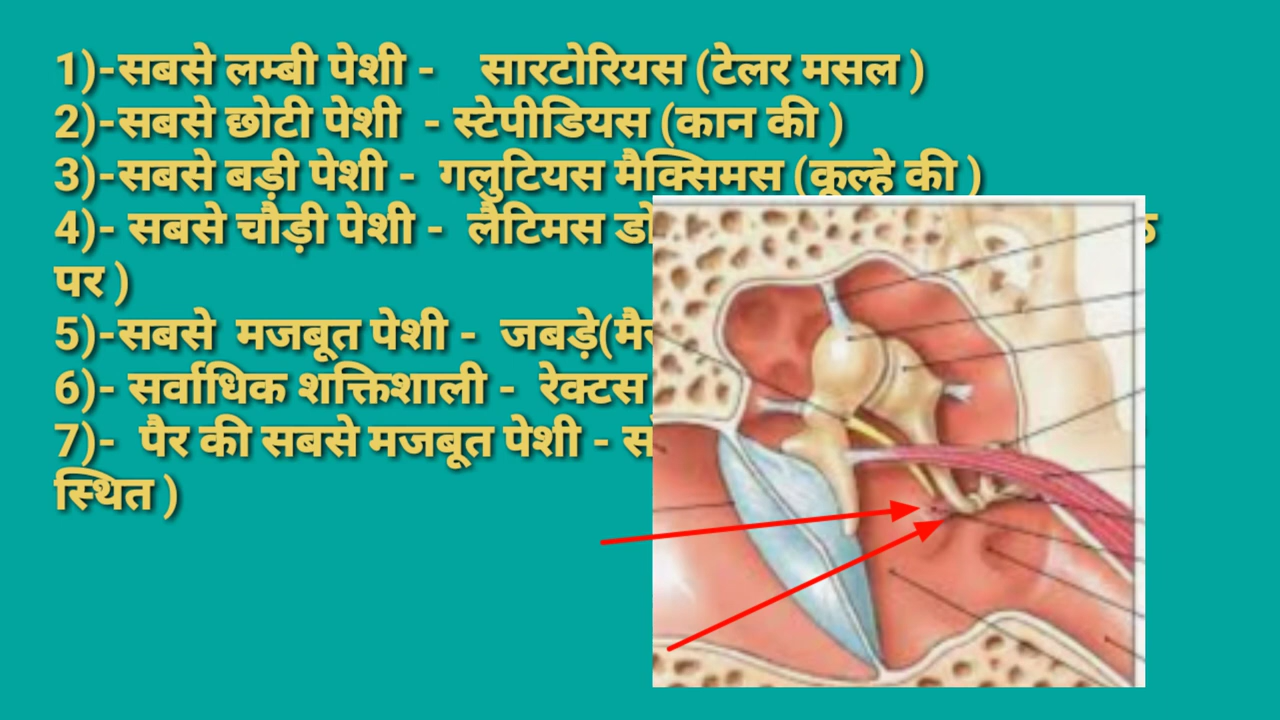 1)-सबसे लम्बी पेशी - सारटोरियस (टेलर मसल )
2)-सबसे छोटी पेशी - स्टेपीडियस (कान की )
3)-सबसे बड़ी पेशी - गलुटियस मैक्सिमस (कूल्हे की )
4)- सबसे चौड़ी पेशी - लैटिमस
पर )
5)-सबसे मजबूत पेशी - जबड़े
6)- सर्वाधिक शक्तिशाली - रेक्टस
7)- पैर की सबसे मजबूत पेशी -
स्थित )